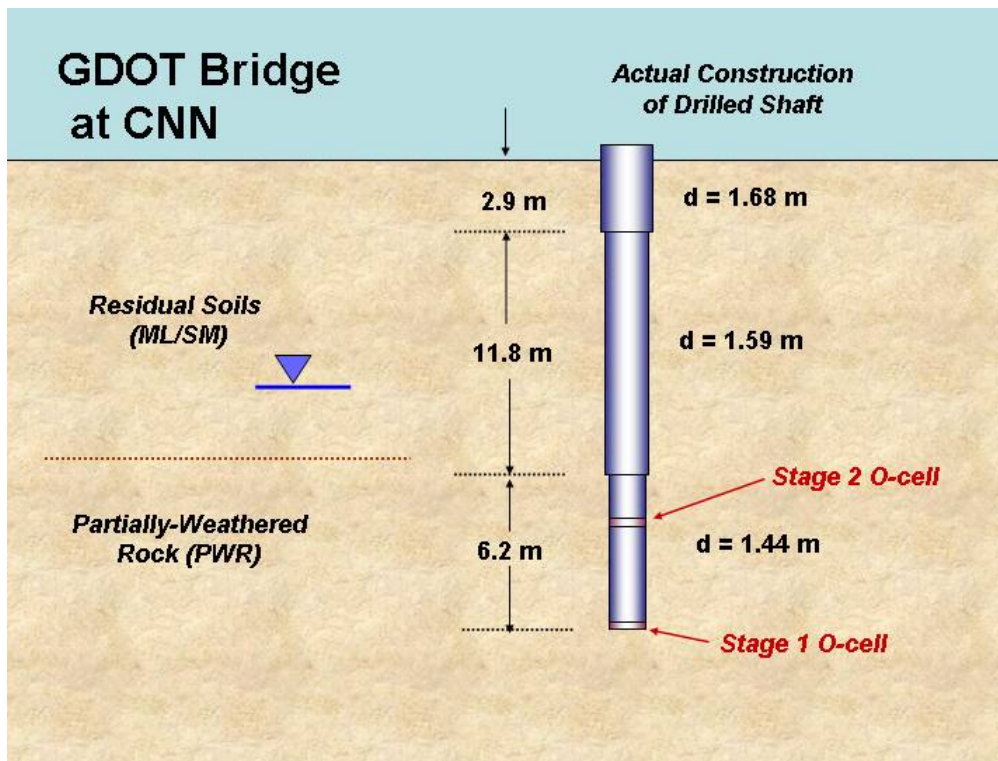 GDOT Bridge
at CNN
Actual Construction
of Drilled Shaft
2.9 m
d = 1.68 m
Residual Soils
(ML/SM)
11.8 m
d = 1.59 m
Stage 2 O-cell
Partially-Weathered
Rock (PWR)
6.2 m
d = 1.44 m
Stage 1 O-cell